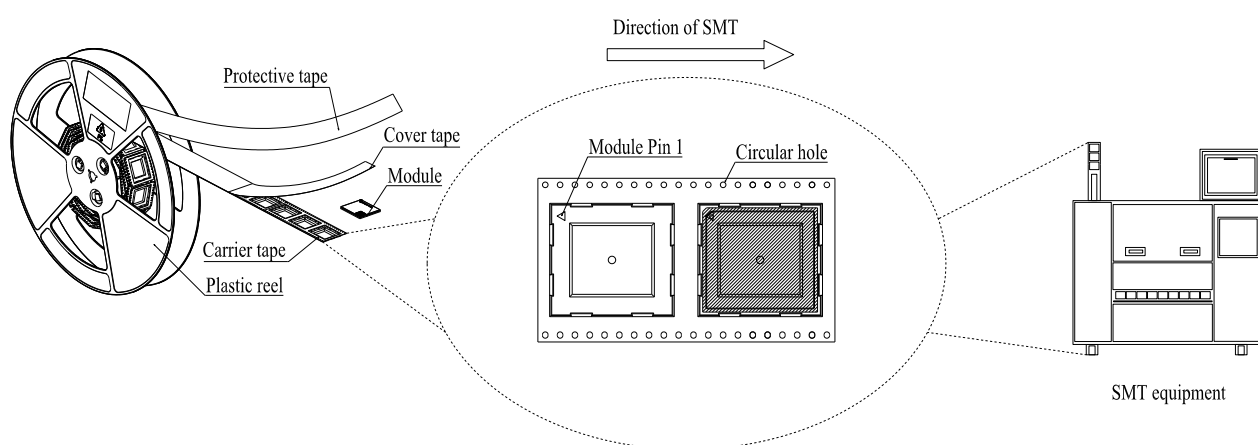 Direction of SMT
Protective tape
Cover tape
Module
Carrier tape
Plastic reel
Module Pin 1
Circular hole
SMT equipment